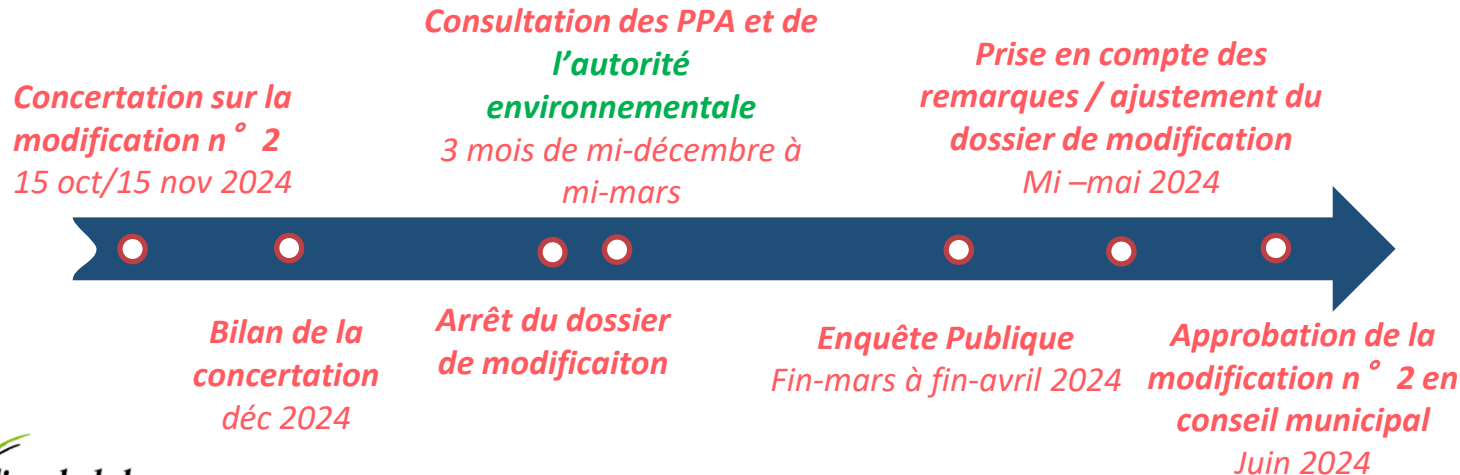 Concertation sur la
modification n° 2
15 oct/15 nov 2024
Bilan de la
concertation
déc 2024
Consultation des PPA et de
l'autorité
environnementale
3 mois de mi-décembre à
mi-mars
Arrêt du dossier
de modificaiton
Enquête Publique
Fin-mars à fin-avril 2024
Prise en compte des
remarques / ajustement du
dossier de modification
Mi –mai 2024
Approbation de la
modification n° 2 en
conseil municipal
Juin 2024